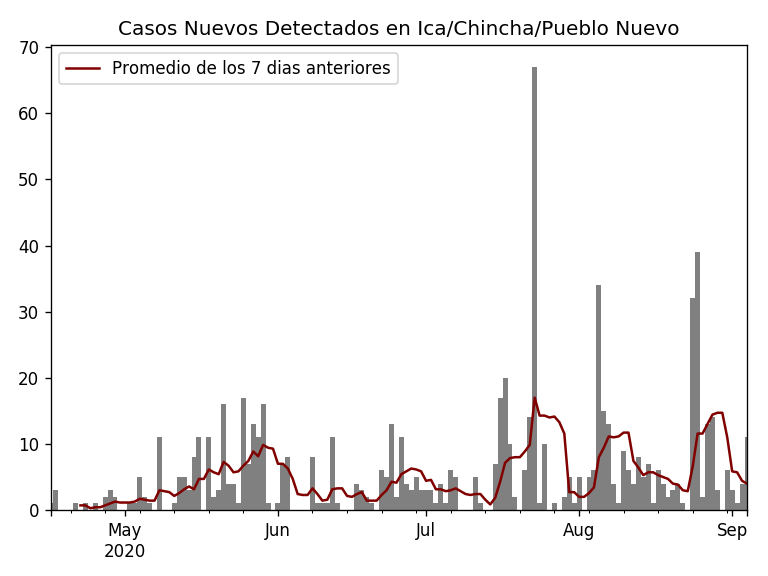 Casos Nuevos Detectados en Ica/Chincha/Pueblo Nuevo
Promedio de los 7 dias anteriores
70
60
50
40
30
20
10
0
May
2020
Jun
Jul
Aug
Sep